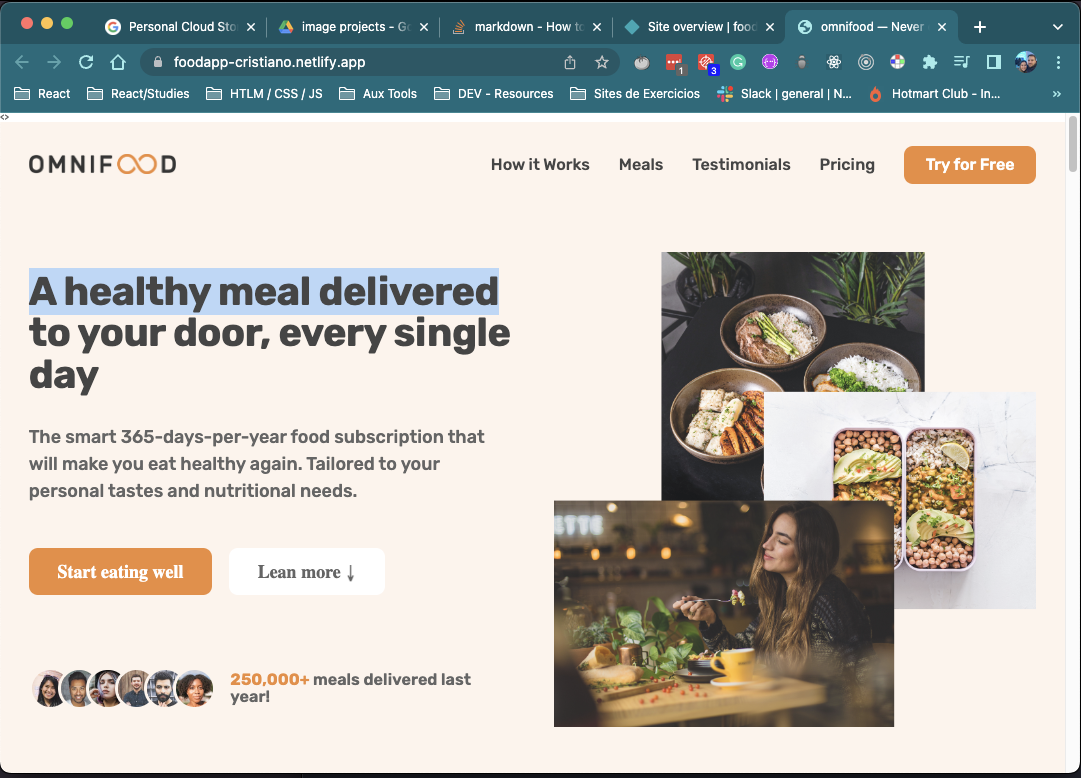 Personal Cloud Sto
image projects - Go
markdown - How to
Site overview | food
omnifood — Never
foodapp-cristiano.netlify.app
1
3
React
React/Studies
HTLM / CSS / JS
Aux Tools
DEV - Resources
Sites de Exercicios
Slack | general | N...
Hotmart Club - In...
»
<>
OMNIFOOD
How it Works
Meals
Testimonials
Pricing
Try for Free
A healthy meal delivered
to your door, every single
day
The smart 365-days-per-year food subscription that
will make you eat healthy again. Tailored to your
personal tastes and nutritional needs.
Start eating well
Lean more ↓
250,000+ meals delivered last
year!